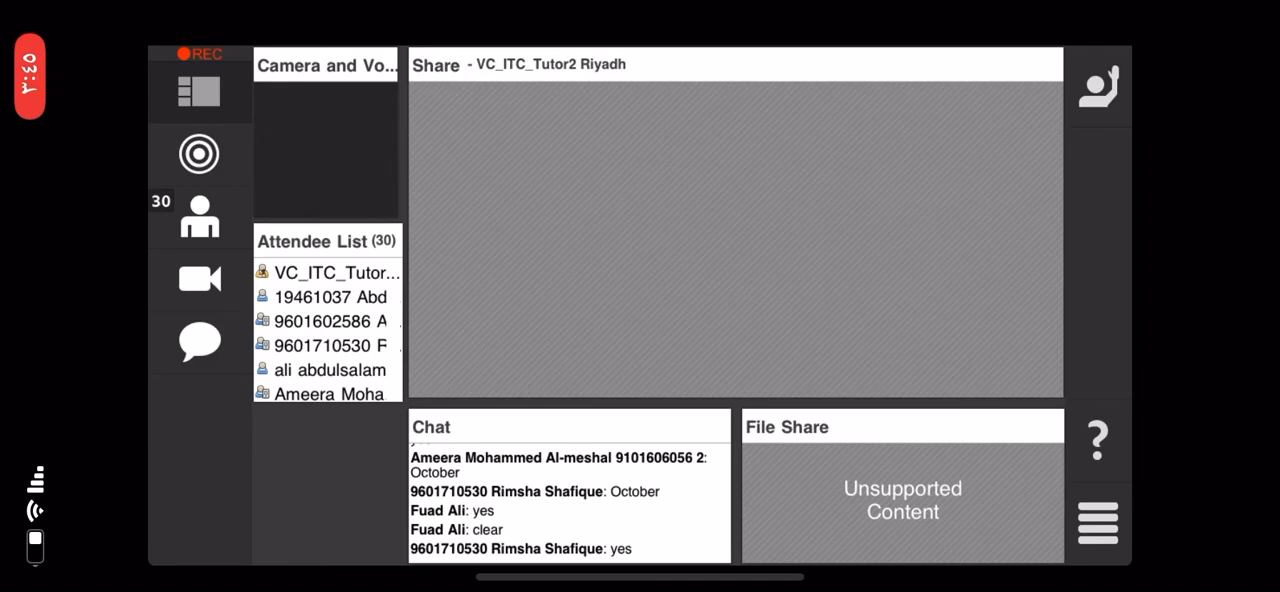 ٣:٤٥
REC
Camera and Vo...
Share - VC_ITC_Tutor2 Riyadh
30
Attendee List (30)
VC_ITC_Tutor...
19461037 Abd
9601602586 A
9601710530 F
ali abdulsalam
Ameera Moha
Chat
Ameera Mohammed Al-meshal 9101606056 2:
October
9601710530 Rimsha Shafique: October
Fuad Ali: yes
Fuad Ali: clear
9601710530 Rimsha Shafique: yes
File Share
Unsupported
Content
?